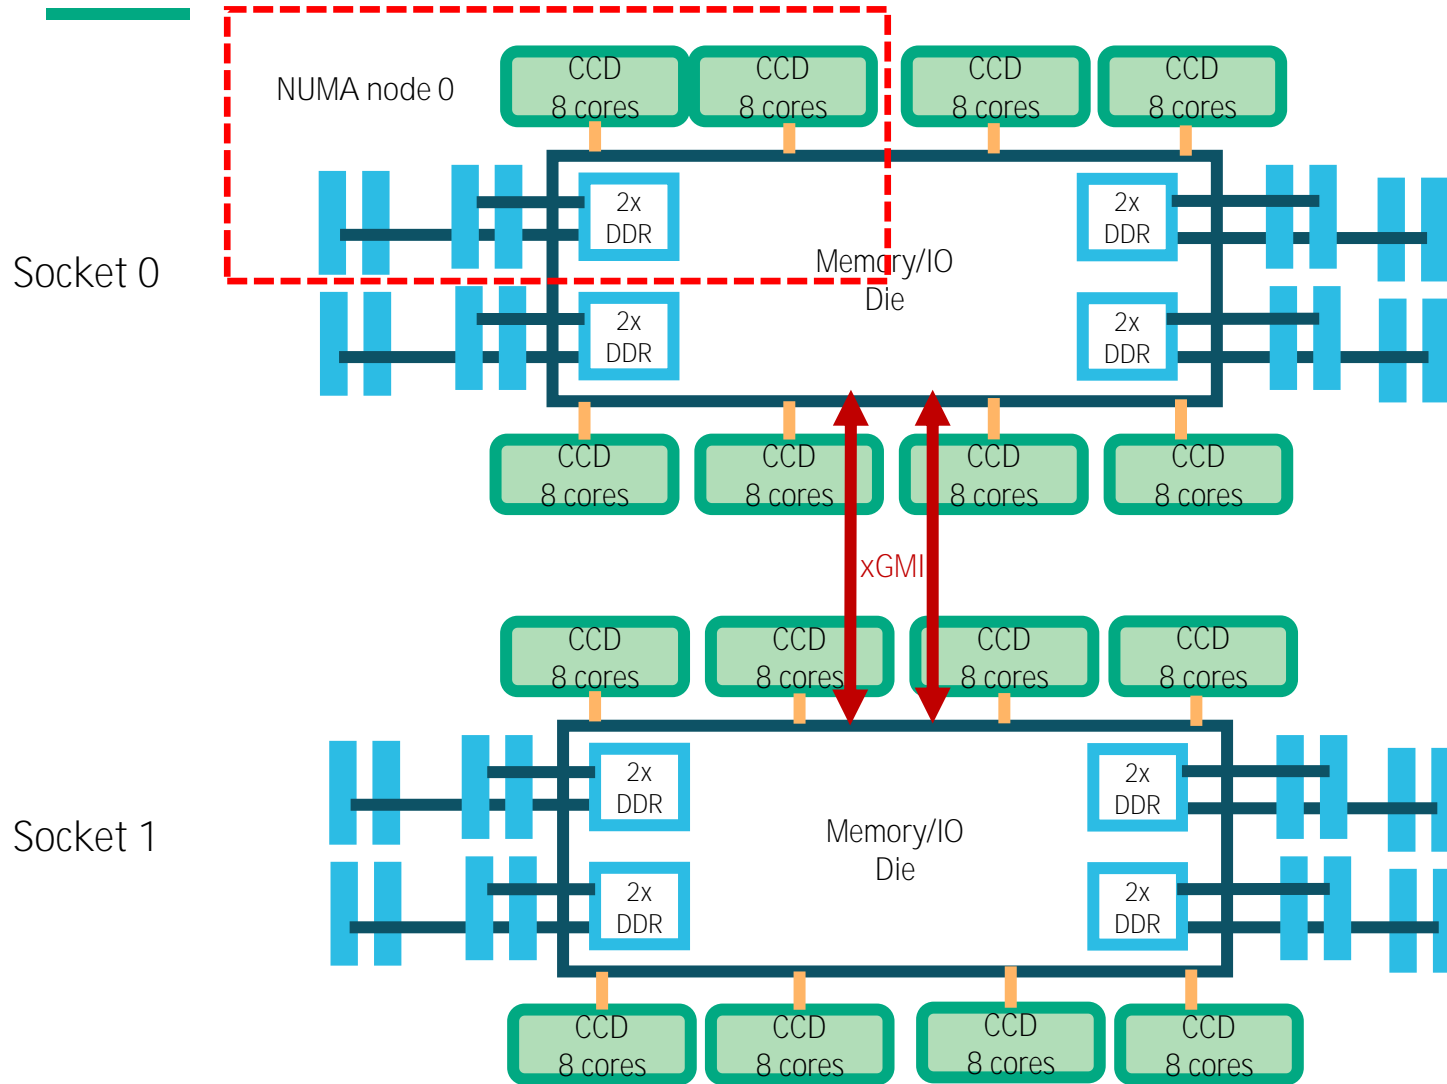 NUMA node 0
CCD
8 cores
CCD
8 cores
CCD
8 cores
CCD
8 cores
2x
DDR
2x
DDR
Socket 0
Memory/IO
Die
2x
DDR
2x
DDR
CCD
8 cores
CCD
8 cores
CCD
8 cores
CCD
8 cores
xGMI
CCD
8 cores
CCD
8 cores
CCD
8 cores
CCD
8 cores
2x
DDR
2x
DDR
Socket 1
Memory/IO
Die
2x
DDR
2x
DDR
CCD
8 cores
CCD
8 cores
CCD
8 cores
CCD
8 cores